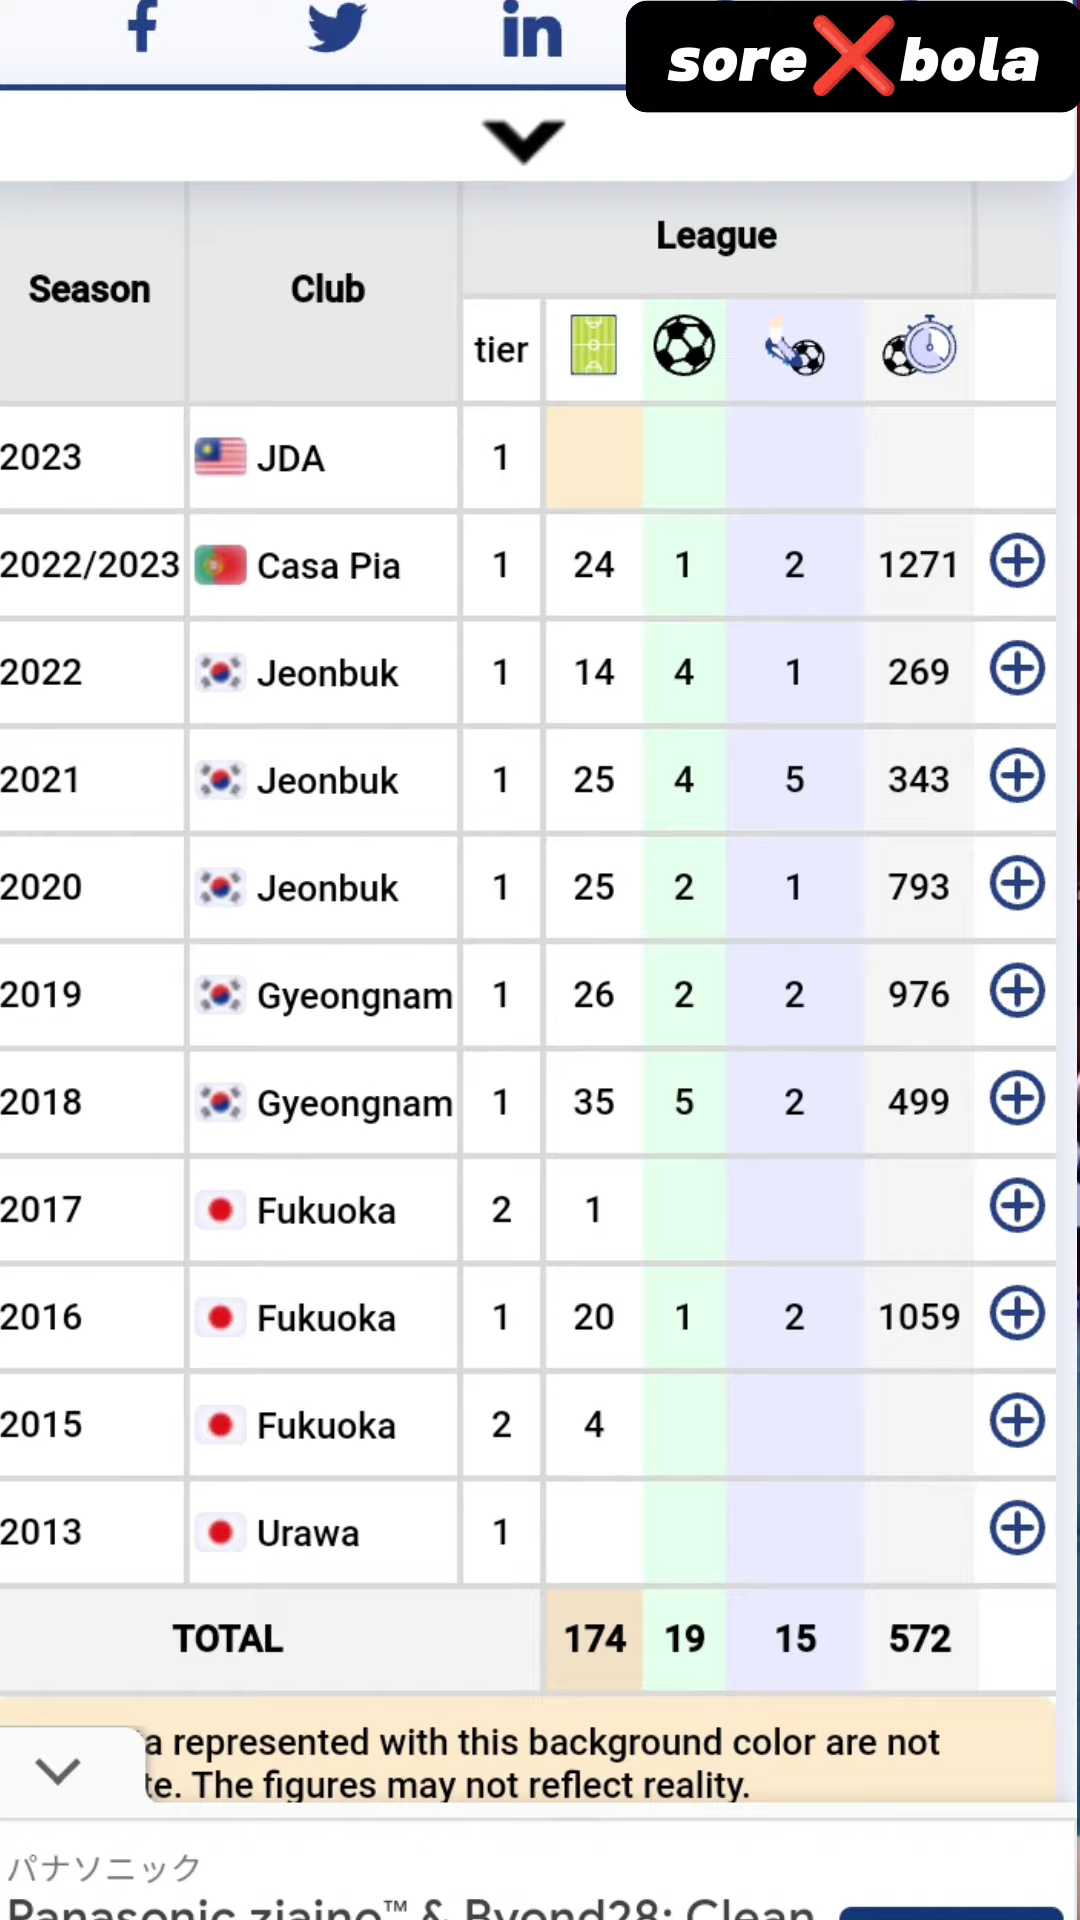 sore❌bola
League
Season Club
tier
2023 JDA 1
2022/2023 Casa Pia 1 24 1 2 1271
2022 Jeonbuk 1 14 4 1 269
2021 Jeonbuk 1 25 4 5 343
2020 Jeonbuk 1 25 2 1 793
2019 Gyeongnam 1 26 2 2 976
2018 Gyeongnam 1 35 5 2 499
2017 Fukuoka 2 1
2016 Fukuoka 1 20 1 2 1059
2015 Fukuoka 2 4
2013 Urawa 1
TOTAL 174 19 15 572
a represented with this background color are not
te. The figures may not reflect reality.
パナソニック
Panasonic ziaino™ & Byond28: Clean